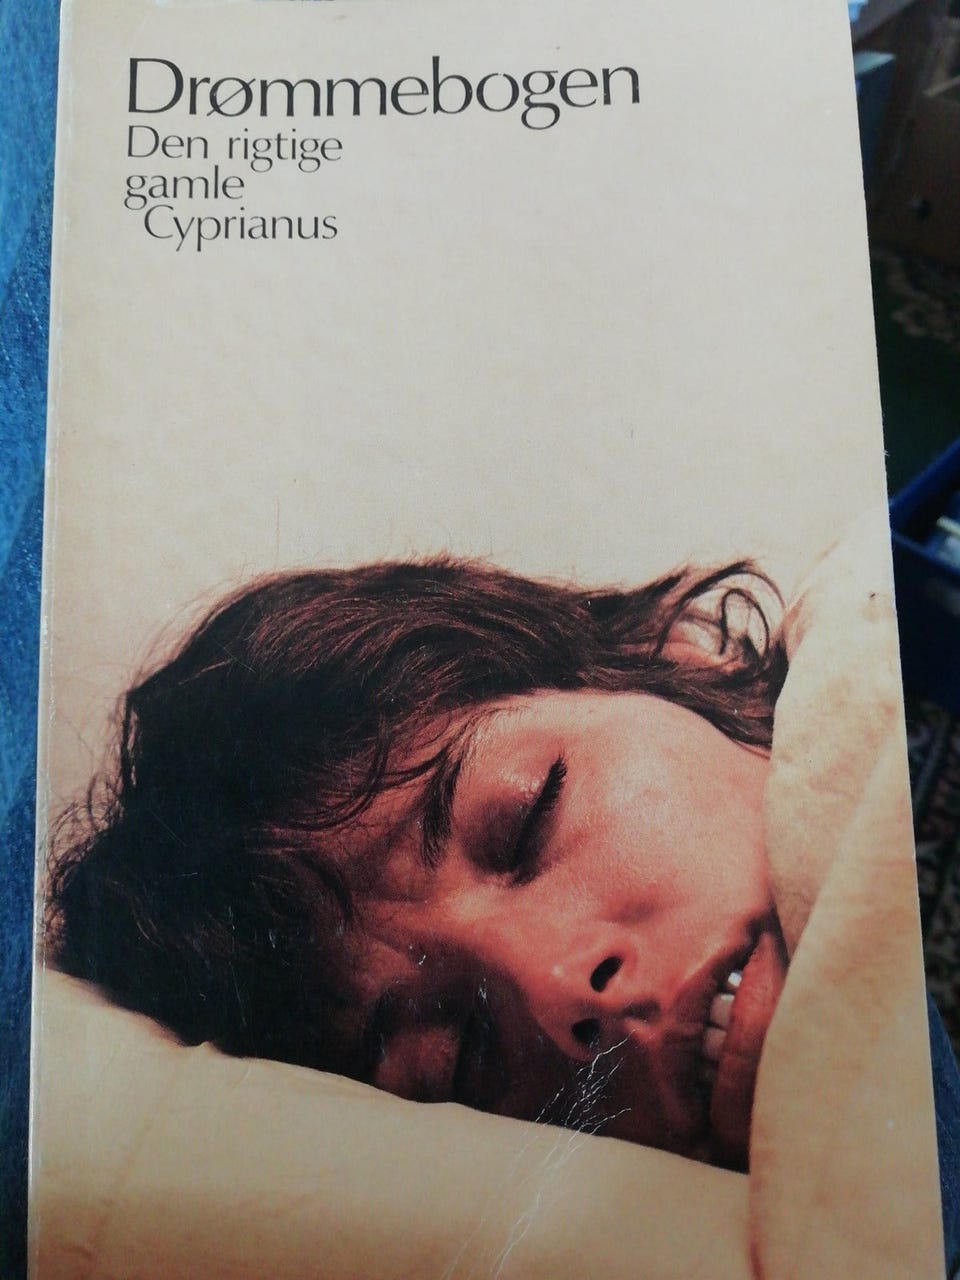 Drømmebogen
Den rigtige
gamle
Cyprianus